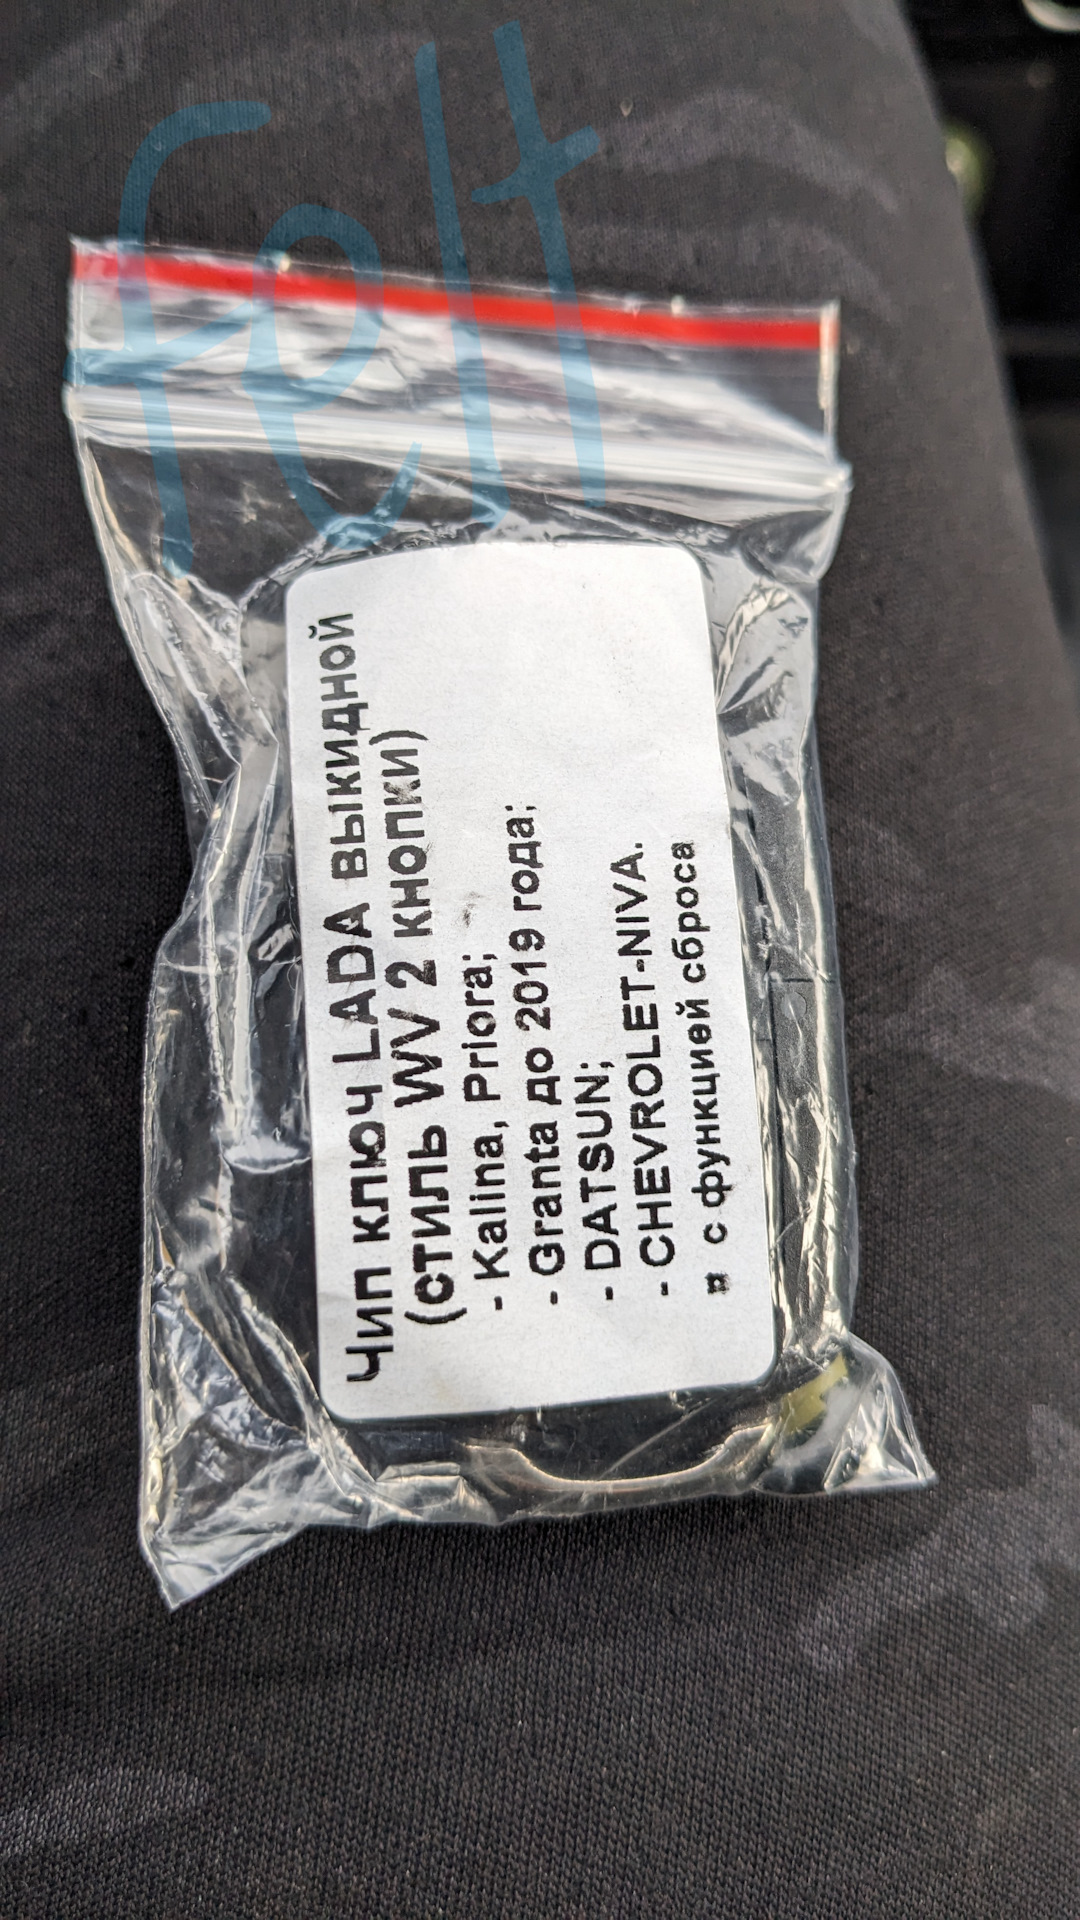 felt
Чип ключ LADA выкидной
(стиль WV 2 кнопки)
- Kalina, Priora;
- Granta до 2019 года;
- DATSUN;
- CHEVROLET-NIVA.
¤ с функцией сброса